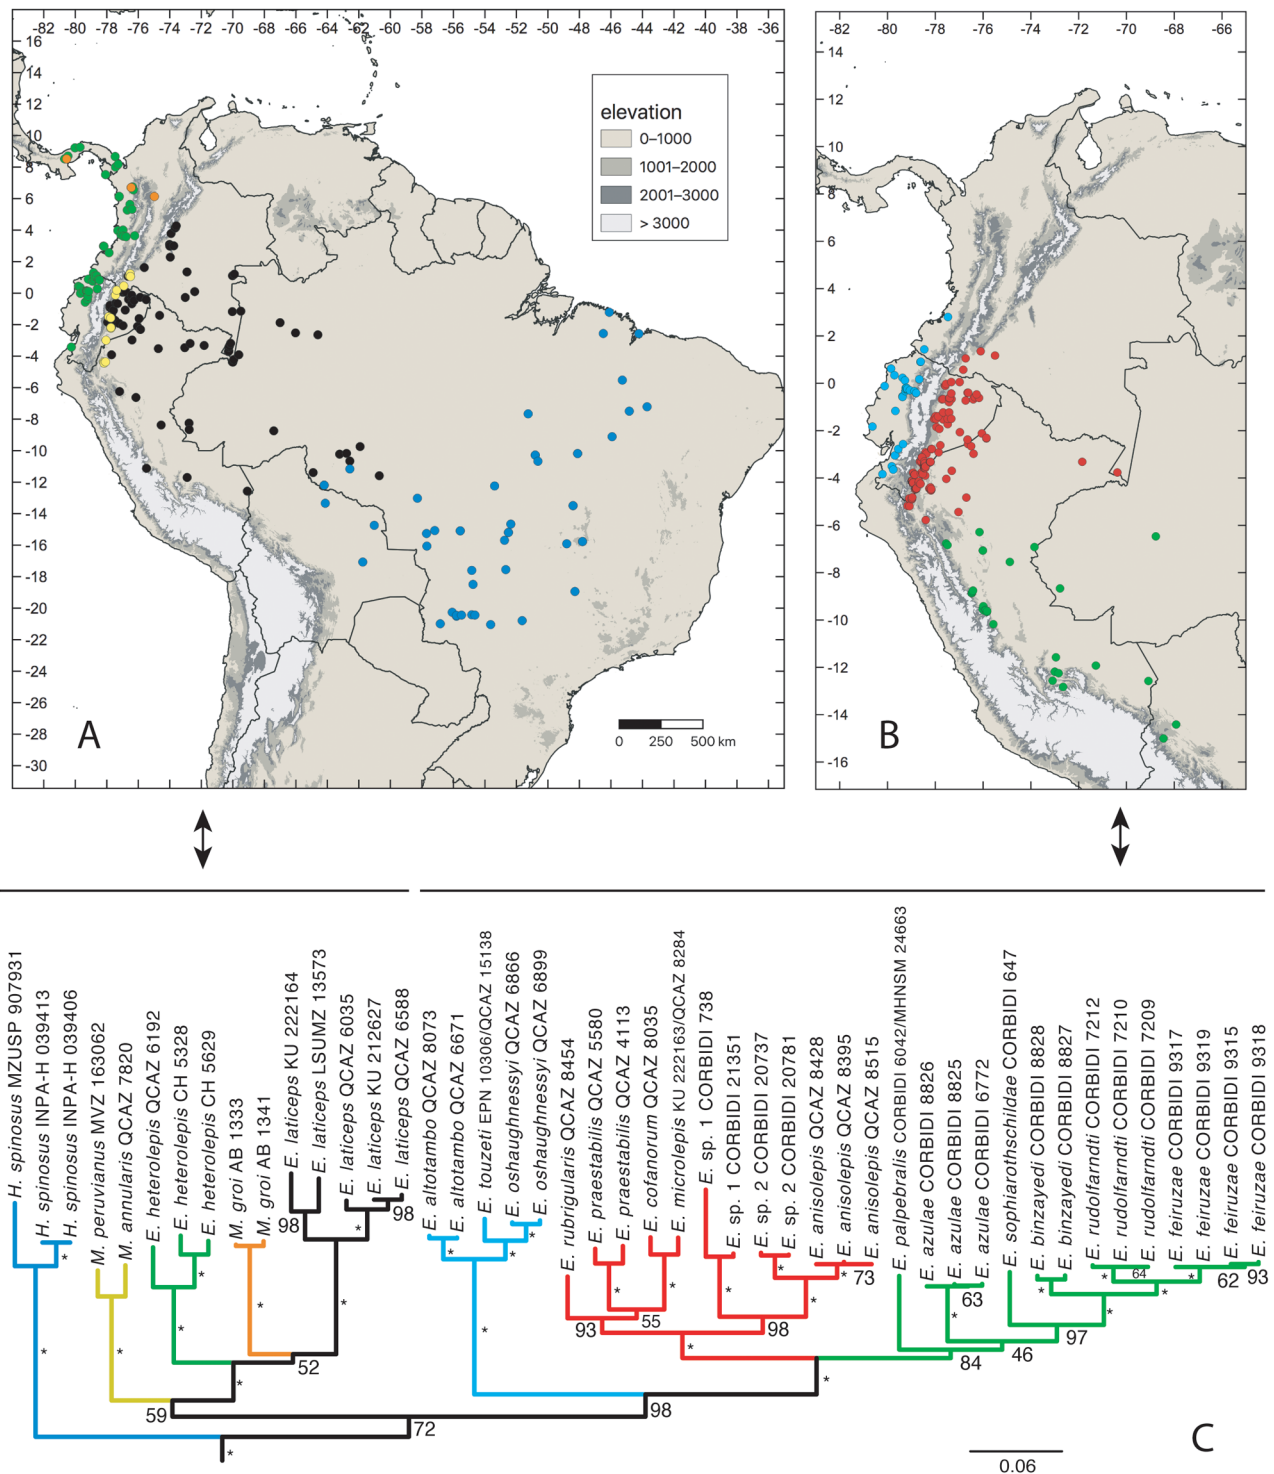 -82 -80 -78 -76 -74 -72 -70 -68 -66 -64 -62 -60 -58 -56 -54 -52 -50 -48 -46 -44 -42 -40 -38 -36
16
14
12
10
8
6
4
2
0
-2
-4
-6
-8
-10
-12
-14
-16
-18
-20
-22
-24
-26
-28
-30
elevation
0–1000
1001–2000
2001–3000
> 3000
A
0 250 500 km
-82 -80 -78 -76 -74 -72 -70 -68 -66
14
12
10
8
6
4
2
0
-2
-4
-6
-8
-10
-12
-14
-16
B
H. spinosus MZUSP 907931
H. spinosus INPA-H 039413
H. spinosus INPA-H 039406
M. peruvianus MVZ 163062
M. annularis QCAZ 7820
E. heterolepis QCAZ 6192
E. heterolepis CH 5328
E. heterolepis CH 5629
M. groi AB 1333
M. groi AB 1341
E. laticeps KU 222164
E. laticeps LSUMZ 13573
E. laticeps QCAZ 6035
E. laticeps KU 212627
E. laticeps QCAZ 6588
E. altotambo QCAZ 8073
E. altotambo QCAZ 6671
E. touzeti EPN 10306/QCAZ 15138
E. oshaughnessyi QCAZ 6866
E. oshaughnessyi QCAZ 6899
E. rubrigularis QCAZ 8454
E. praestabilis QCAZ 5580
E. praestabilis QCAZ 4113
E. cofanorum QCAZ 8035
E. microlepis KU 222163/QCAZ 8284
E. sp. 1 CORBIDI 738
E. sp. 1 CORBIDI 21351
E. sp. 2 CORBIDI 20737
E. sp. 2 CORBIDI 20781
E. anisolepis QCAZ 8428
E. anisolepis QCAZ 8395
E. anisolepis QCAZ 8515
E. palpebralis CORBIDI 6042/MHNSM 24663
E. azulae CORBIDI 8826
E. azulae CORBIDI 8825
E. azulae CORBIDI 6772
E. sophiarothschildae CORBIDI 647
E. binzayedi CORBIDI 8828
E. binzayedi CORBIDI 8827
E. rudolfarndti CORBIDI 7212
E. rudolfarndti CORBIDI 7210
E. rudolfarndti CORBIDI 7209
E. feiruzae CORBIDI 9317
E. feiruzae CORBIDI 9319
E. feiruzae CORBIDI 9315
E. feiruzae CORBIDI 9318
* * * * * * 52 98 * * 98
59 72 *
* * * * 98
93 * 55 * * 98 * * * 73
* 84 * 63 46 97 * * * 64 * * 62 93
C
0.06